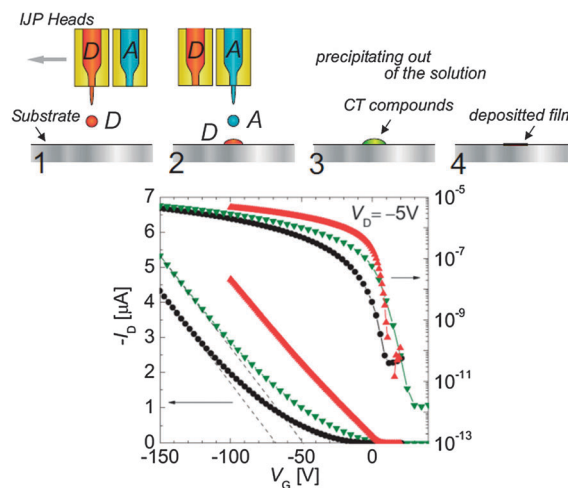 IJP Heads
D A D A
precipitating out
of the solution
CT compounds
Substrate
D
A
D
depositted film
1 2 3 4
7
6
5
4
3
2
1
0
-I_D [μA]
V_D= −5V
10^-5
10^-7
10^-9
10^-11
10^-13
-150 -100 -50 0
V_G [V]